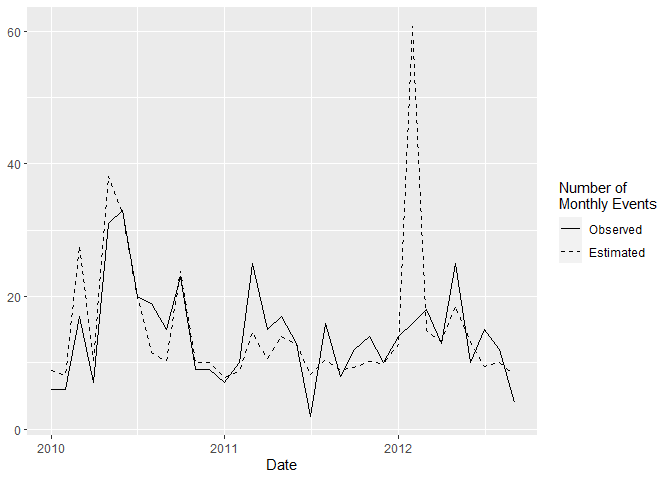 60
40
20
0
2010
2011
2012
Date
Number of
Monthly Events
Observed
Estimated